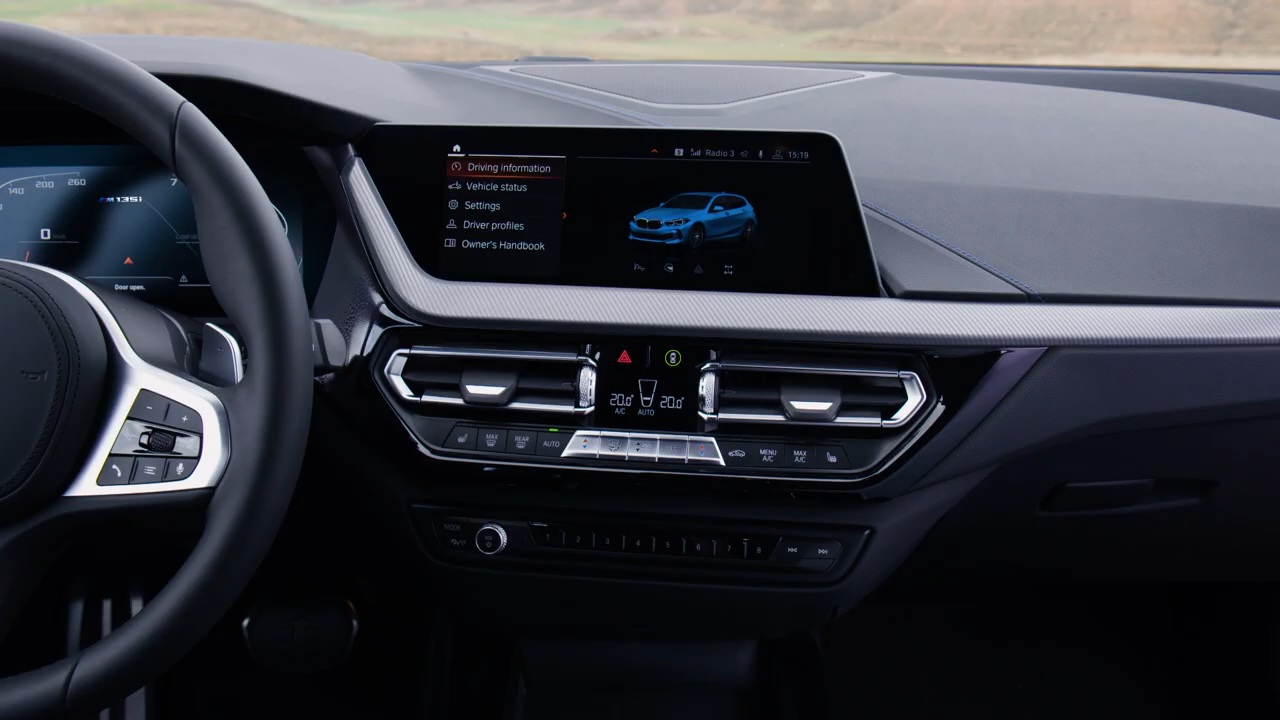 Radio 3 15:19
Driving information
Vehicle status
Settings
Driver profiles
Owner's Handbook
140 200 260 7
M135i
0
Door open.
20.0° 20.0°
A/C AUTO
MAX REAR AUTO
MENU A/C MAX A/C
MODE
1 2 3 4 5 6 7 8